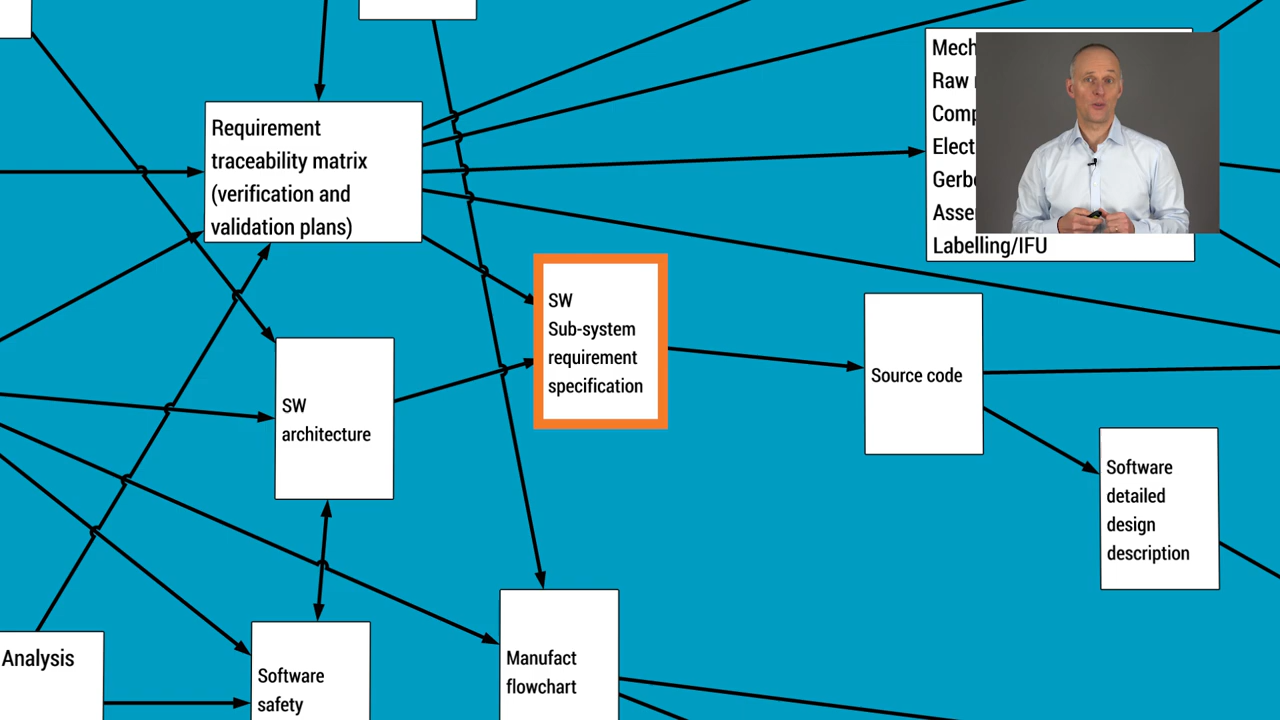 Requirement
traceability matrix
(verification and
validation plans)
Mech
Raw
Comp
Elect
Gerb
Asse
Labelling/IFU
SW
Sub-system
requirement
specification
Source code
SW
architecture
Software
detailed
design
description
Analysis
Software
safety
Manufact
flowchart